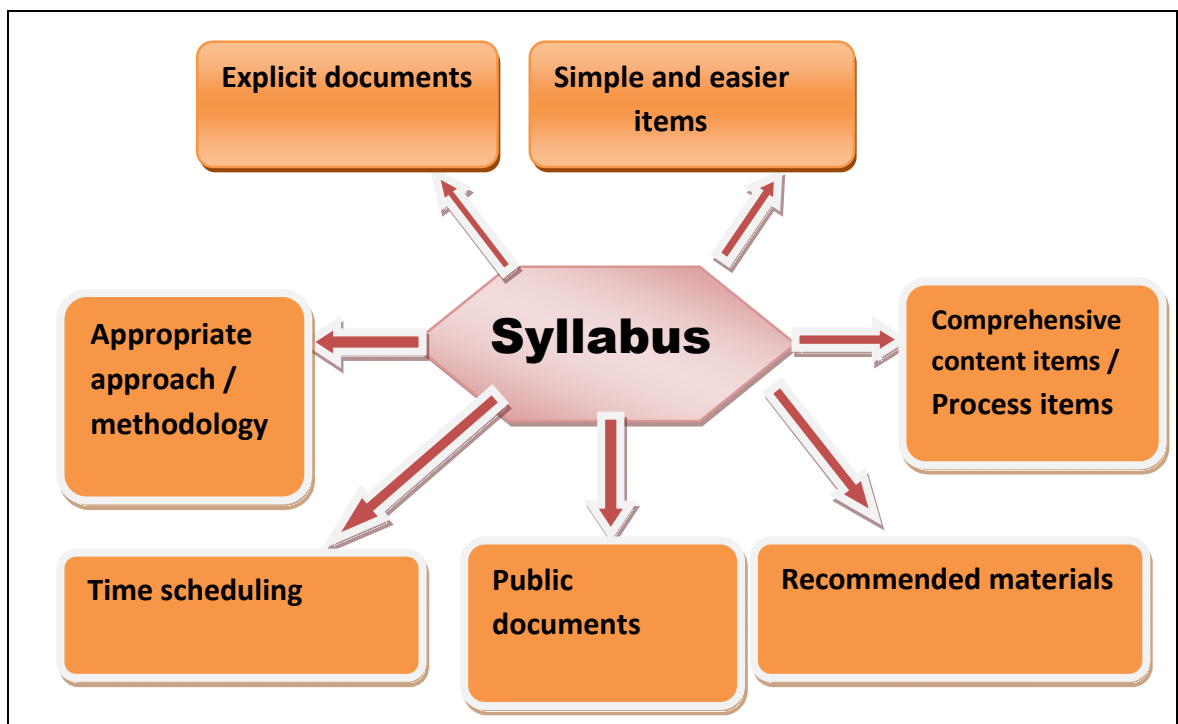 Explicit documents
Simple and easier
items
Syllabus
Appropriate
approach /
methodology
Comprehensive
content items /
Process items
Time scheduling
Public
documents
Recommended materials